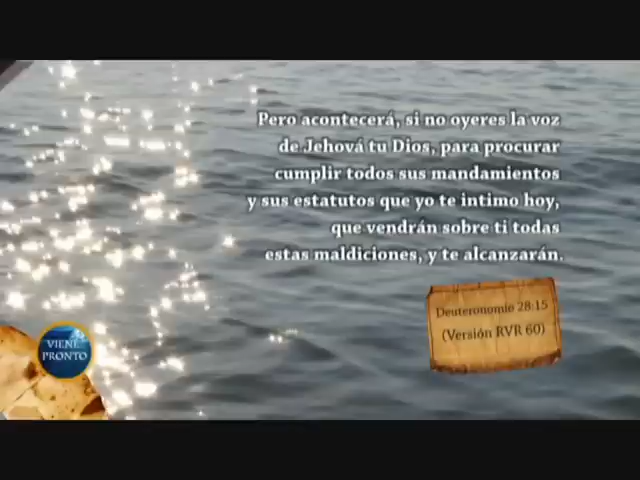 Pero acontecerá, si no oyeres la voz
de Jehová tu Dios, para procurar
cumplir todos sus mandamientos
y sus estatutos que yo te intimo hoy,
que vendrán sobre ti todas
estas maldiciones, y te alcanzarán.
Deuteronomio 28:15
(Versión RVR 60)
VIENE
PRONTO